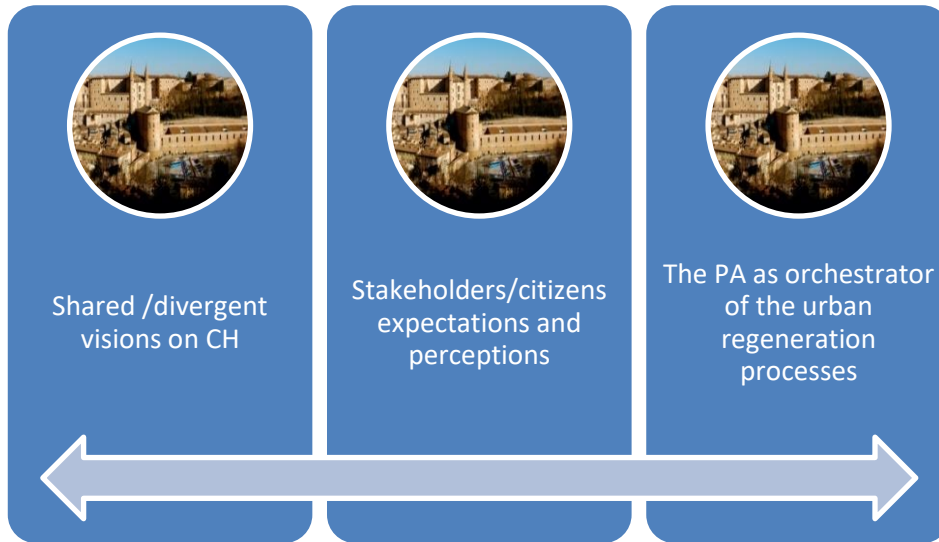 Shared /divergent
visions on CH
Stakeholders/citizens
expectations and
perceptions
The PA as orchestrator
of the urban
regeneration
processes